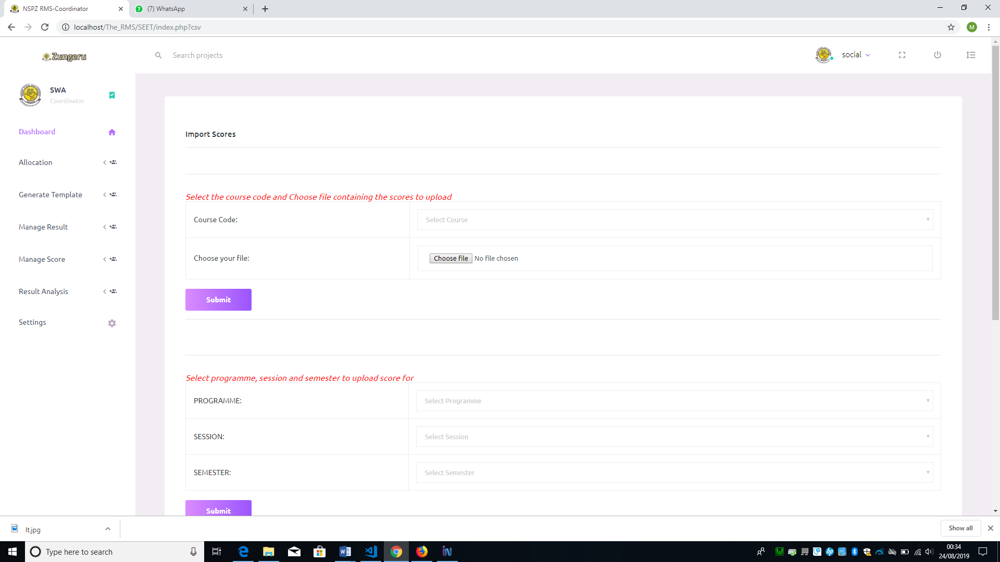 NSPZ RMS-Coordinator
7 (7) WhatsApp
localhost/The_RMS/SEET/index.php?csv
M
Zungeru
Search projects
social
SWA
Coordinator
Dashboard
Allocation
Generate Template
Manage Result
Manage Score
Result Analysis
Settings
Import Scores
Select the course code and Choose file containing the scores to upload
Course Code:
Select Course
Choose your file:
Choose file No file chosen
Submit
Select programme, session and semester to upload score for
PROGRAMME:
Select Programme
SESSION:
Select Session
SEMESTER:
Select Semester
Submit
lt.jpg
Show all
Type here to search
00:34
24/08/2019